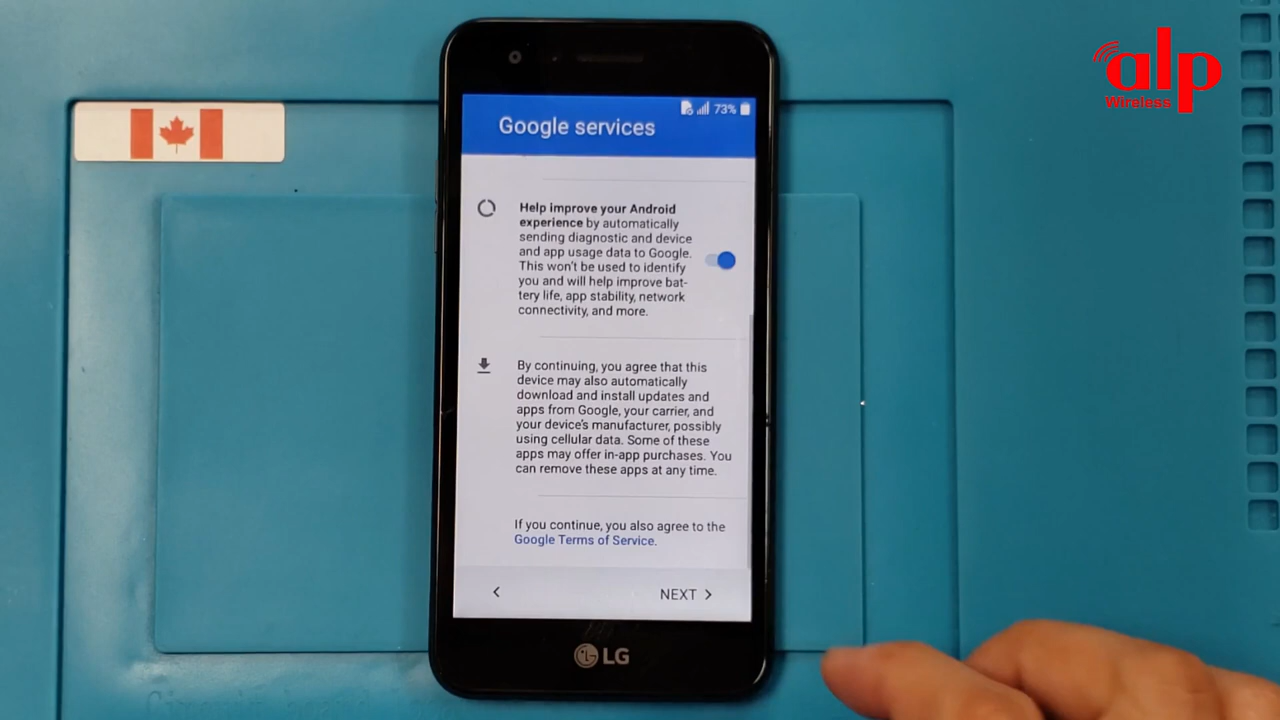 alp
Wireless
73%
Google services
Help improve your Android
experience by automatically
sending diagnostic and device
and app usage data to Google.
This won't be used to identify
you and will help improve bat-
tery life, app stability, network
connectivity, and more.
By continuing, you agree that this
device may also automatically
download and install updates and
apps from Google, your carrier, and
your device's manufacturer, possibly
using cellular data. Some of these
apps may offer in-app purchases. You
can remove these apps at any time.
If you continue, you also agree to the
Google Terms of Service.
NEXT
LG